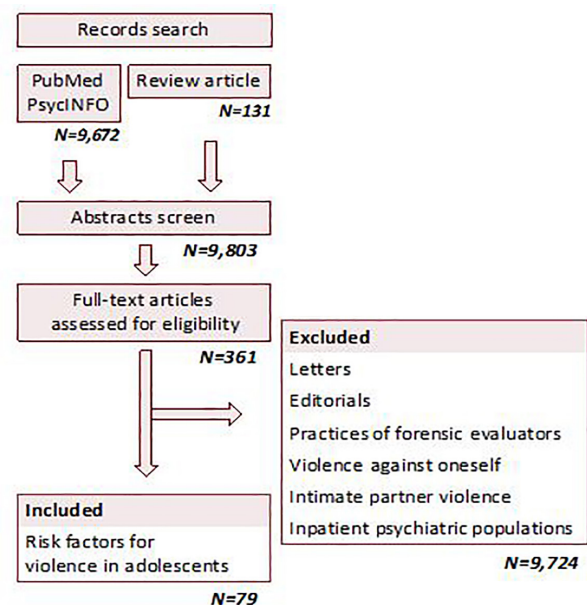 Records search
PubMed
PsycINFO
N=9,672
Review article
N=131
Abstracts screen
N=9,803
Full-text articles
assessed for eligibility
N=361
Excluded
Letters
Editorials
Practices of forensic evaluators
Violence against oneself
Intimate partner violence
Inpatient psychiatric populations
N=9,724
Included
Risk factors for
violence in adolescents
N=79